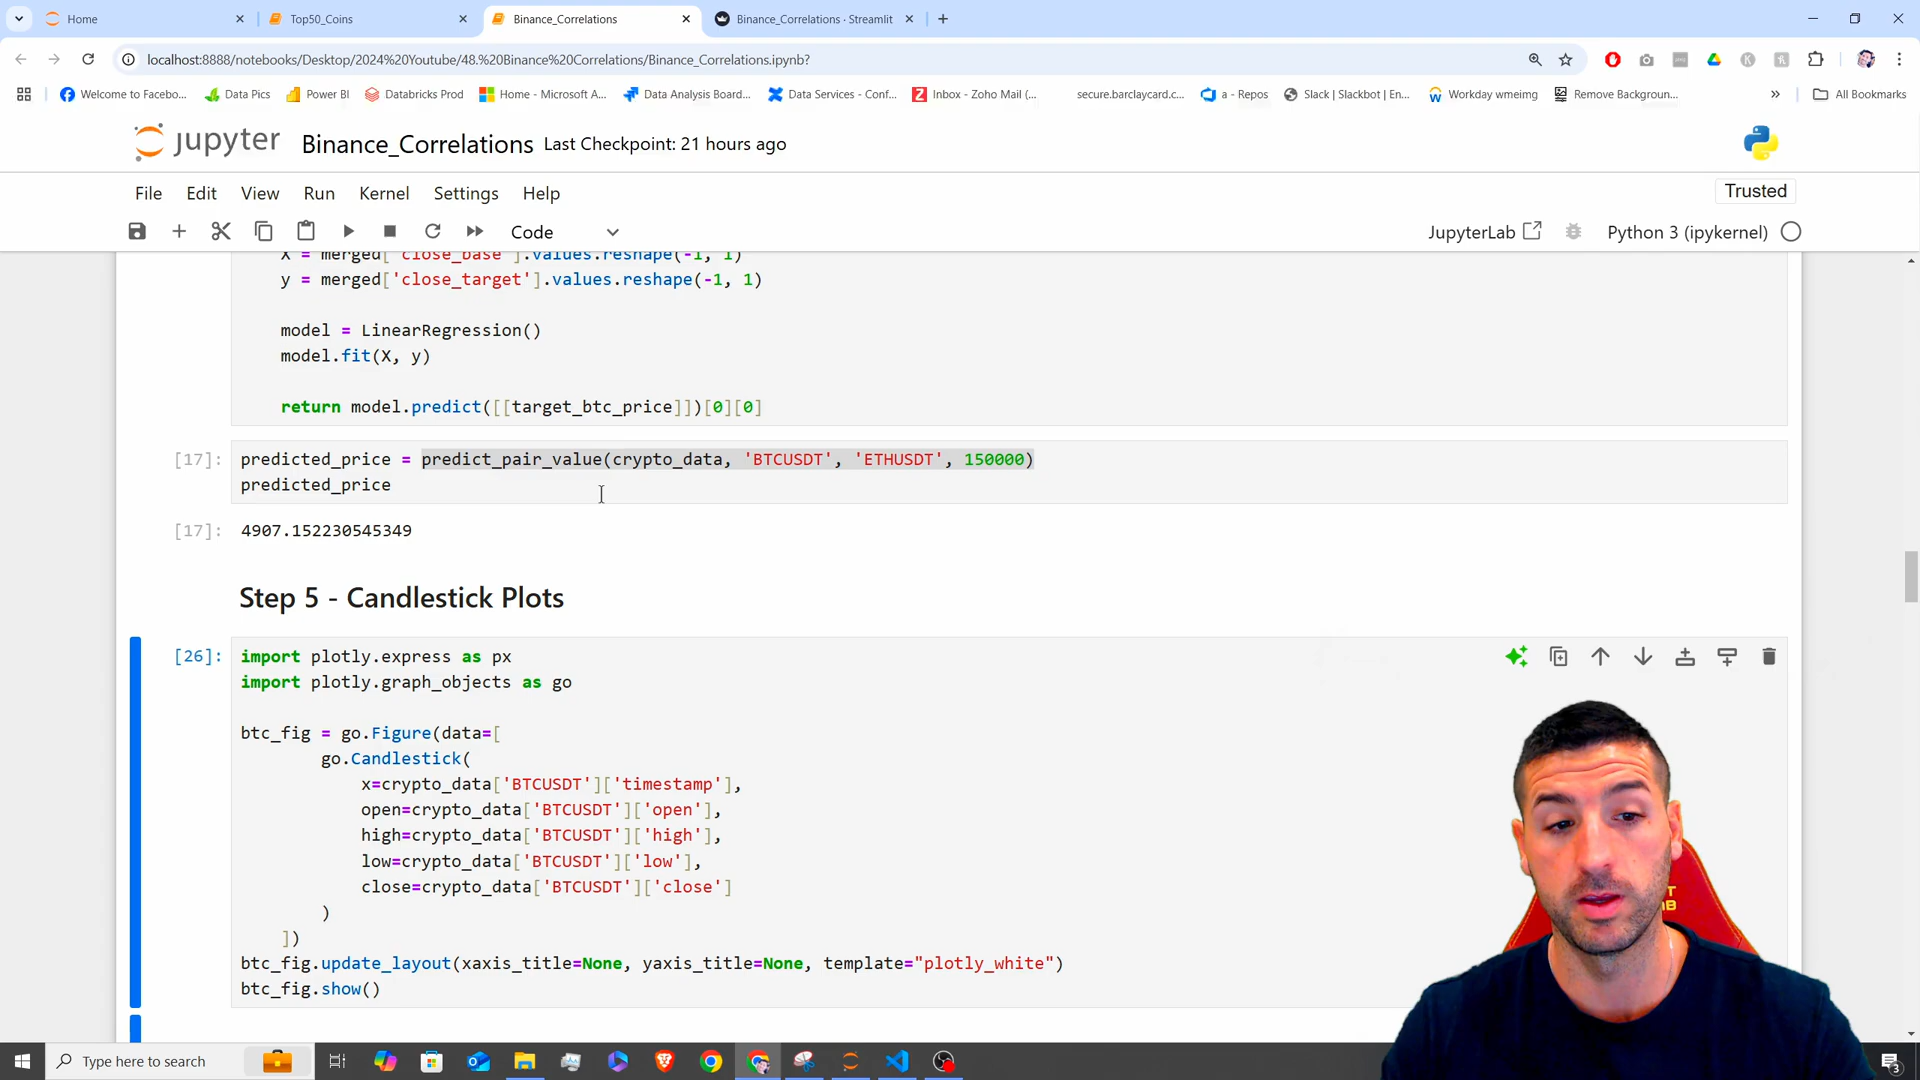 Home
Top50_Coins
Binance_Correlations
Binance_Correlations · Streamlit
localhost:8888/notebooks/Desktop/2024%20Youtube/48.%20Binance%20Correlations/Binance_Correlations.ipynb?
Welcome to Facebo...
Data Pics
Power BI
Databricks Prod
Home - Microsoft A...
Data Analysis Board...
Data Services - Conf...
Inbox - Zoho Mail (...
secure.barclaycard.c...
a - Repos
Slack | Slackbot | En...
Workday wmeimg
Remove Backgroun...
All Bookmarks
jupyter
Binance_Correlations
Last Checkpoint: 21 hours ago
File
Edit
View
Run
Kernel
Settings
Help
Trusted
Code
JupyterLab
Python 3 (ipykernel)
X = merged['close_base'].values.reshape(-1, 1)
y = merged['close_target'].values.reshape(-1, 1)
model = LinearRegression()
model.fit(X, y)
return model.predict([[target_btc_price]])[0][0]
[17]:
predicted_price = predict_pair_value(crypto_data, 'BTCUSDT', 'ETHUSDT', 150000)
predicted_price
[17]:
4907.152230545349
Step 5 - Candlestick Plots
[26]:
import plotly.express as px
import plotly.graph_objects as go
btc_fig = go.Figure(data=[
go.Candlestick(
x=crypto_data['BTCUSDT']['timestamp'],
open=crypto_data['BTCUSDT']['open'],
high=crypto_data['BTCUSDT']['high'],
low=crypto_data['BTCUSDT']['low'],
close=crypto_data['BTCUSDT']['close']
)
])
btc_fig.update_layout(xaxis_title=None, yaxis_title=None, template="plotly_white")
btc_fig.show()
Type here to search